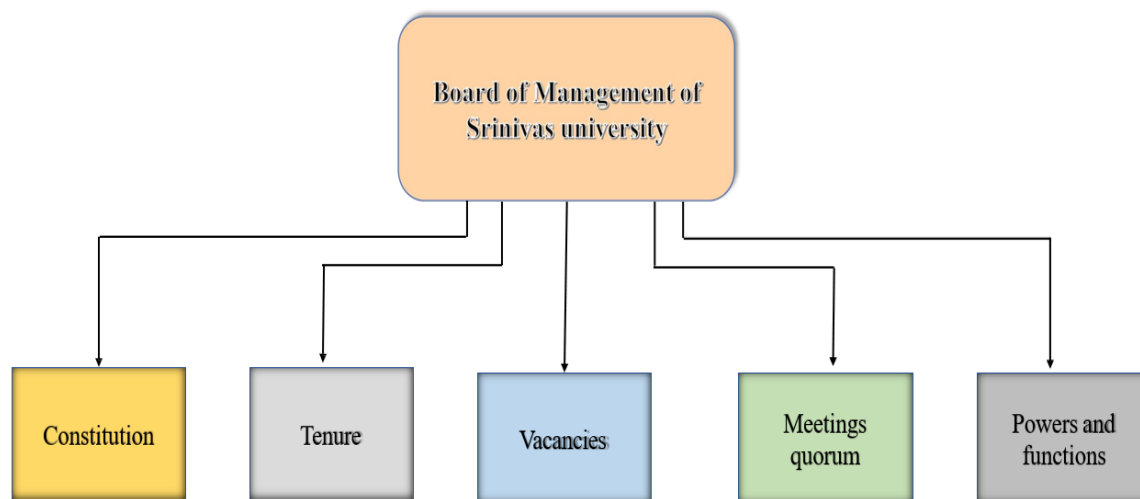 Board of Management of
Srinivas university
Constitution
Tenure
Vacancies
Meetings
quorum
Powers and
functions